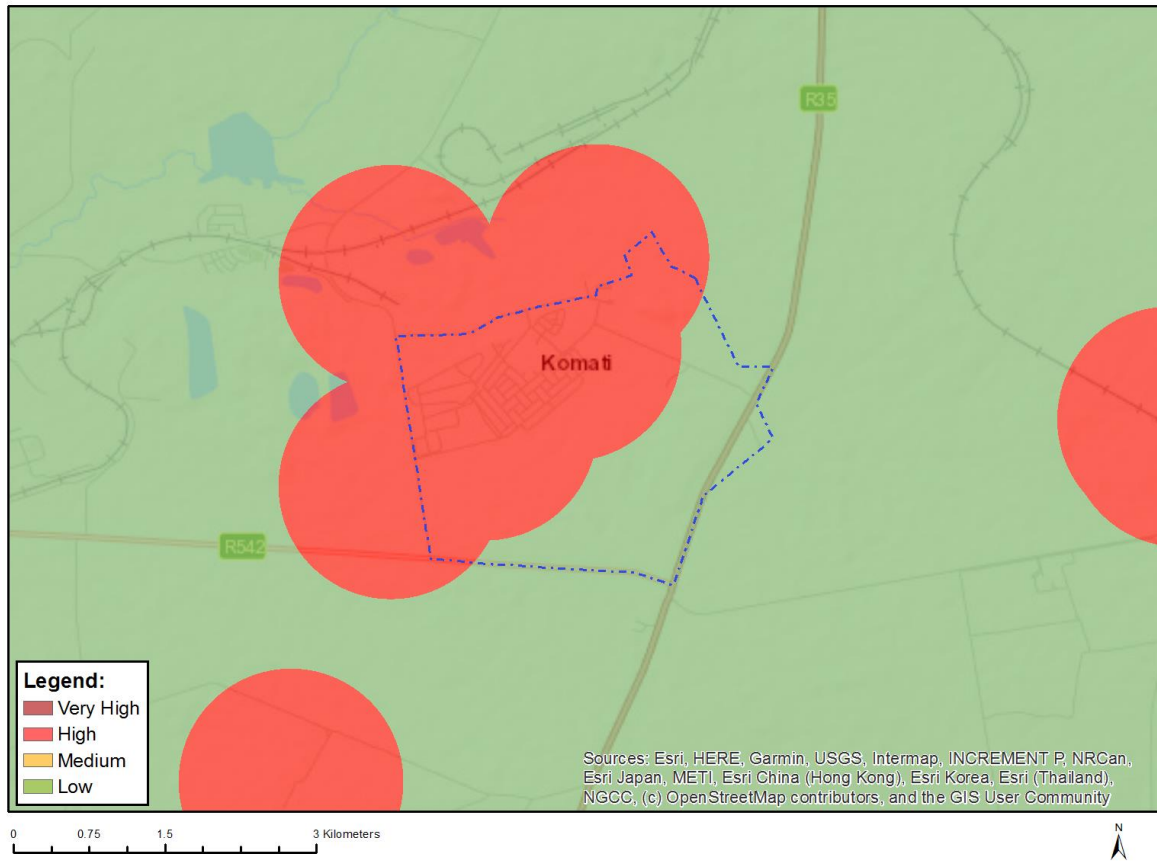 R35
Komati
R542
Legend:
Very High
High
Medium
Low
Sources: Esri, HERE, Garmin, USGS, Intermap, INCREMENT P, NRCan,
Esri Japan, METI, Esri China (Hong Kong), Esri Korea, Esri (Thailand),
NGCC, (c) OpenStreetMap contributors, and the GIS User Community
0 0.75 1.5 3 Kilometers
N